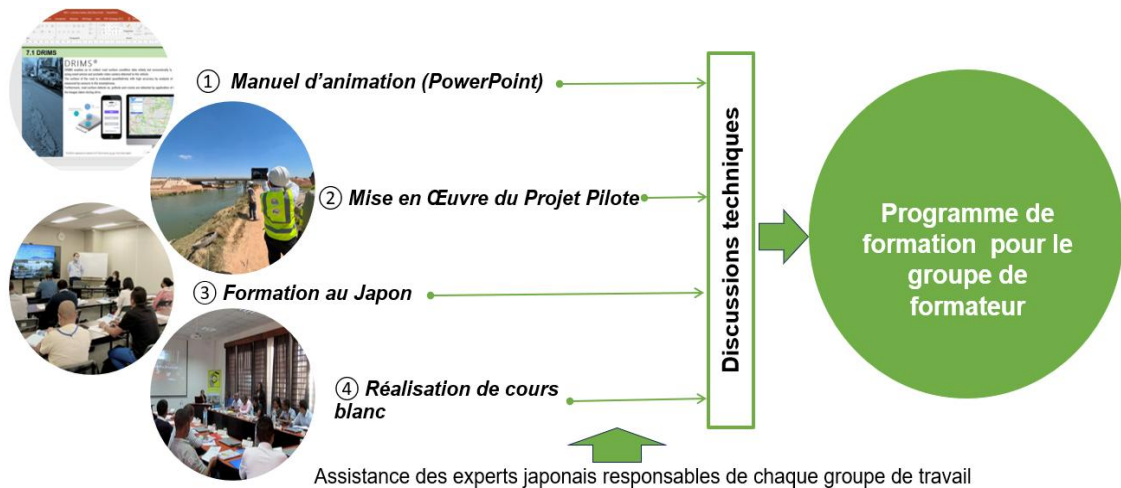 7.1 DRIMS
DRIMS®
① Manuel d’animation (PowerPoint)
② Mise en Œuvre du Projet Pilote
③ Formation au Japon
④ Réalisation de cours
blanc
Discussions techniques
Programme de
formation pour le
groupe de
formateur
Assistance des experts japonais responsables de chaque groupe de travail